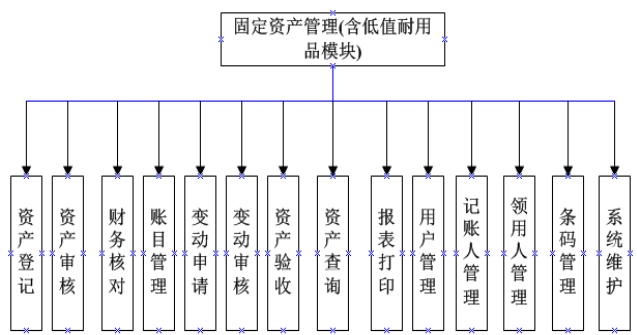 固定资产管理(含低值耐用
品模块)
资产登记
资产审核
财务核对
账目管理
变动申请
变动审核
资产验收
资产查询
报表打印
用户管理
记账人管理
领用人管理
条码管理
系统维护